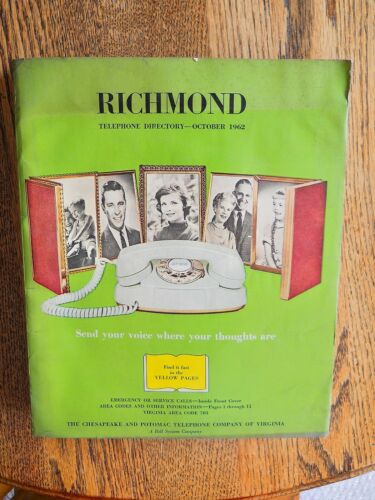 RICHMOND
TELEPHONE DIRECTORY—OCTOBER 1962
Send your voice where your thoughts are
Find it fast
in the
YELLOW PAGES
EMERGENCY OR SERVICE CALLS—Inside Front Cover
AREA CODES AND OTHER INFORMATION—Pages 1 through 11
VIRGINIA AREA CODE 703
THE CHESAPEAKE AND POTOMAC TELEPHONE COMPANY OF VIRGINIA
A Bell System Company